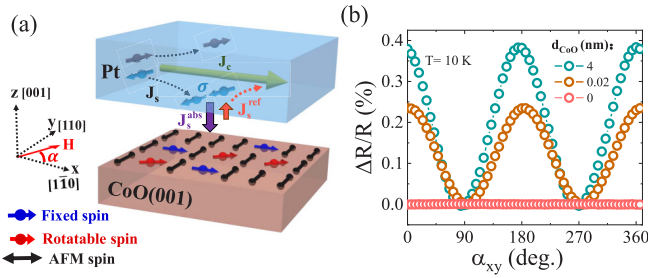 (a)
Pt
J_c
J_s
σ
J_s^abs
J_s^ref
z [001]
y [110]
H
α
x
[11̄0]
CoO(001)
Fixed spin
Rotatable spin
AFM spin
(b)
ΔR/R (%)
0.4
0.3
0.2
0.1
0.0
T= 10 K
d_CoO (nm):
4
0.02
0
0 90 180 270 360
α_xy (deg.)